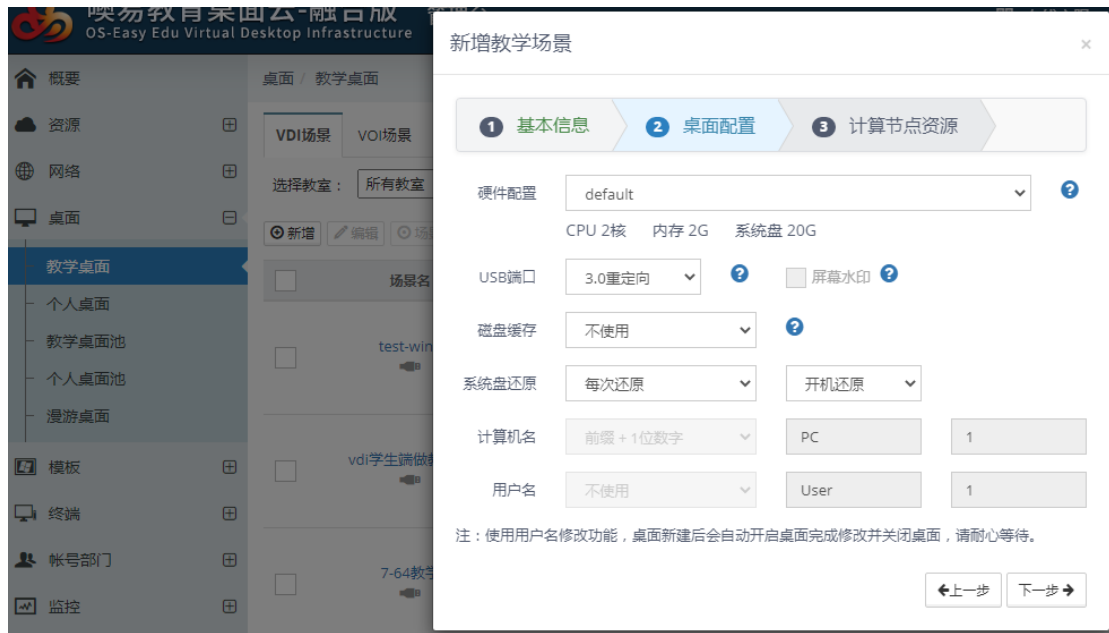 噢易教育桌面云-融合版
OS-Easy Edu Virtual Desktop Infrastructure
概要
资源
网络
桌面
教学桌面
个人桌面
教学桌面池
个人桌面池
漫游桌面
模板
终端
帐号部门
监控
桌面 / 教学桌面
VDI场景 VOI场景
选择教室： 所有教室
新增 编辑
场景名
test-win
vdi学生端做
7-64教学
新增教学场景 ×
1 基本信息 2 桌面配置 3 计算节点资源
硬件配置 default
CPU 2核 内存 2G 系统盘 20G
USB端口 3.0重定向 屏幕水印
磁盘缓存 不使用
系统盘还原 每次还原 开机还原
计算机名 前缀 + 1位数字 PC 1
用户名 不使用 User 1
注：使用用户名修改功能，桌面新建后会自动开启桌面完成修改并关闭桌面，请耐心等待。
上一步 下一步